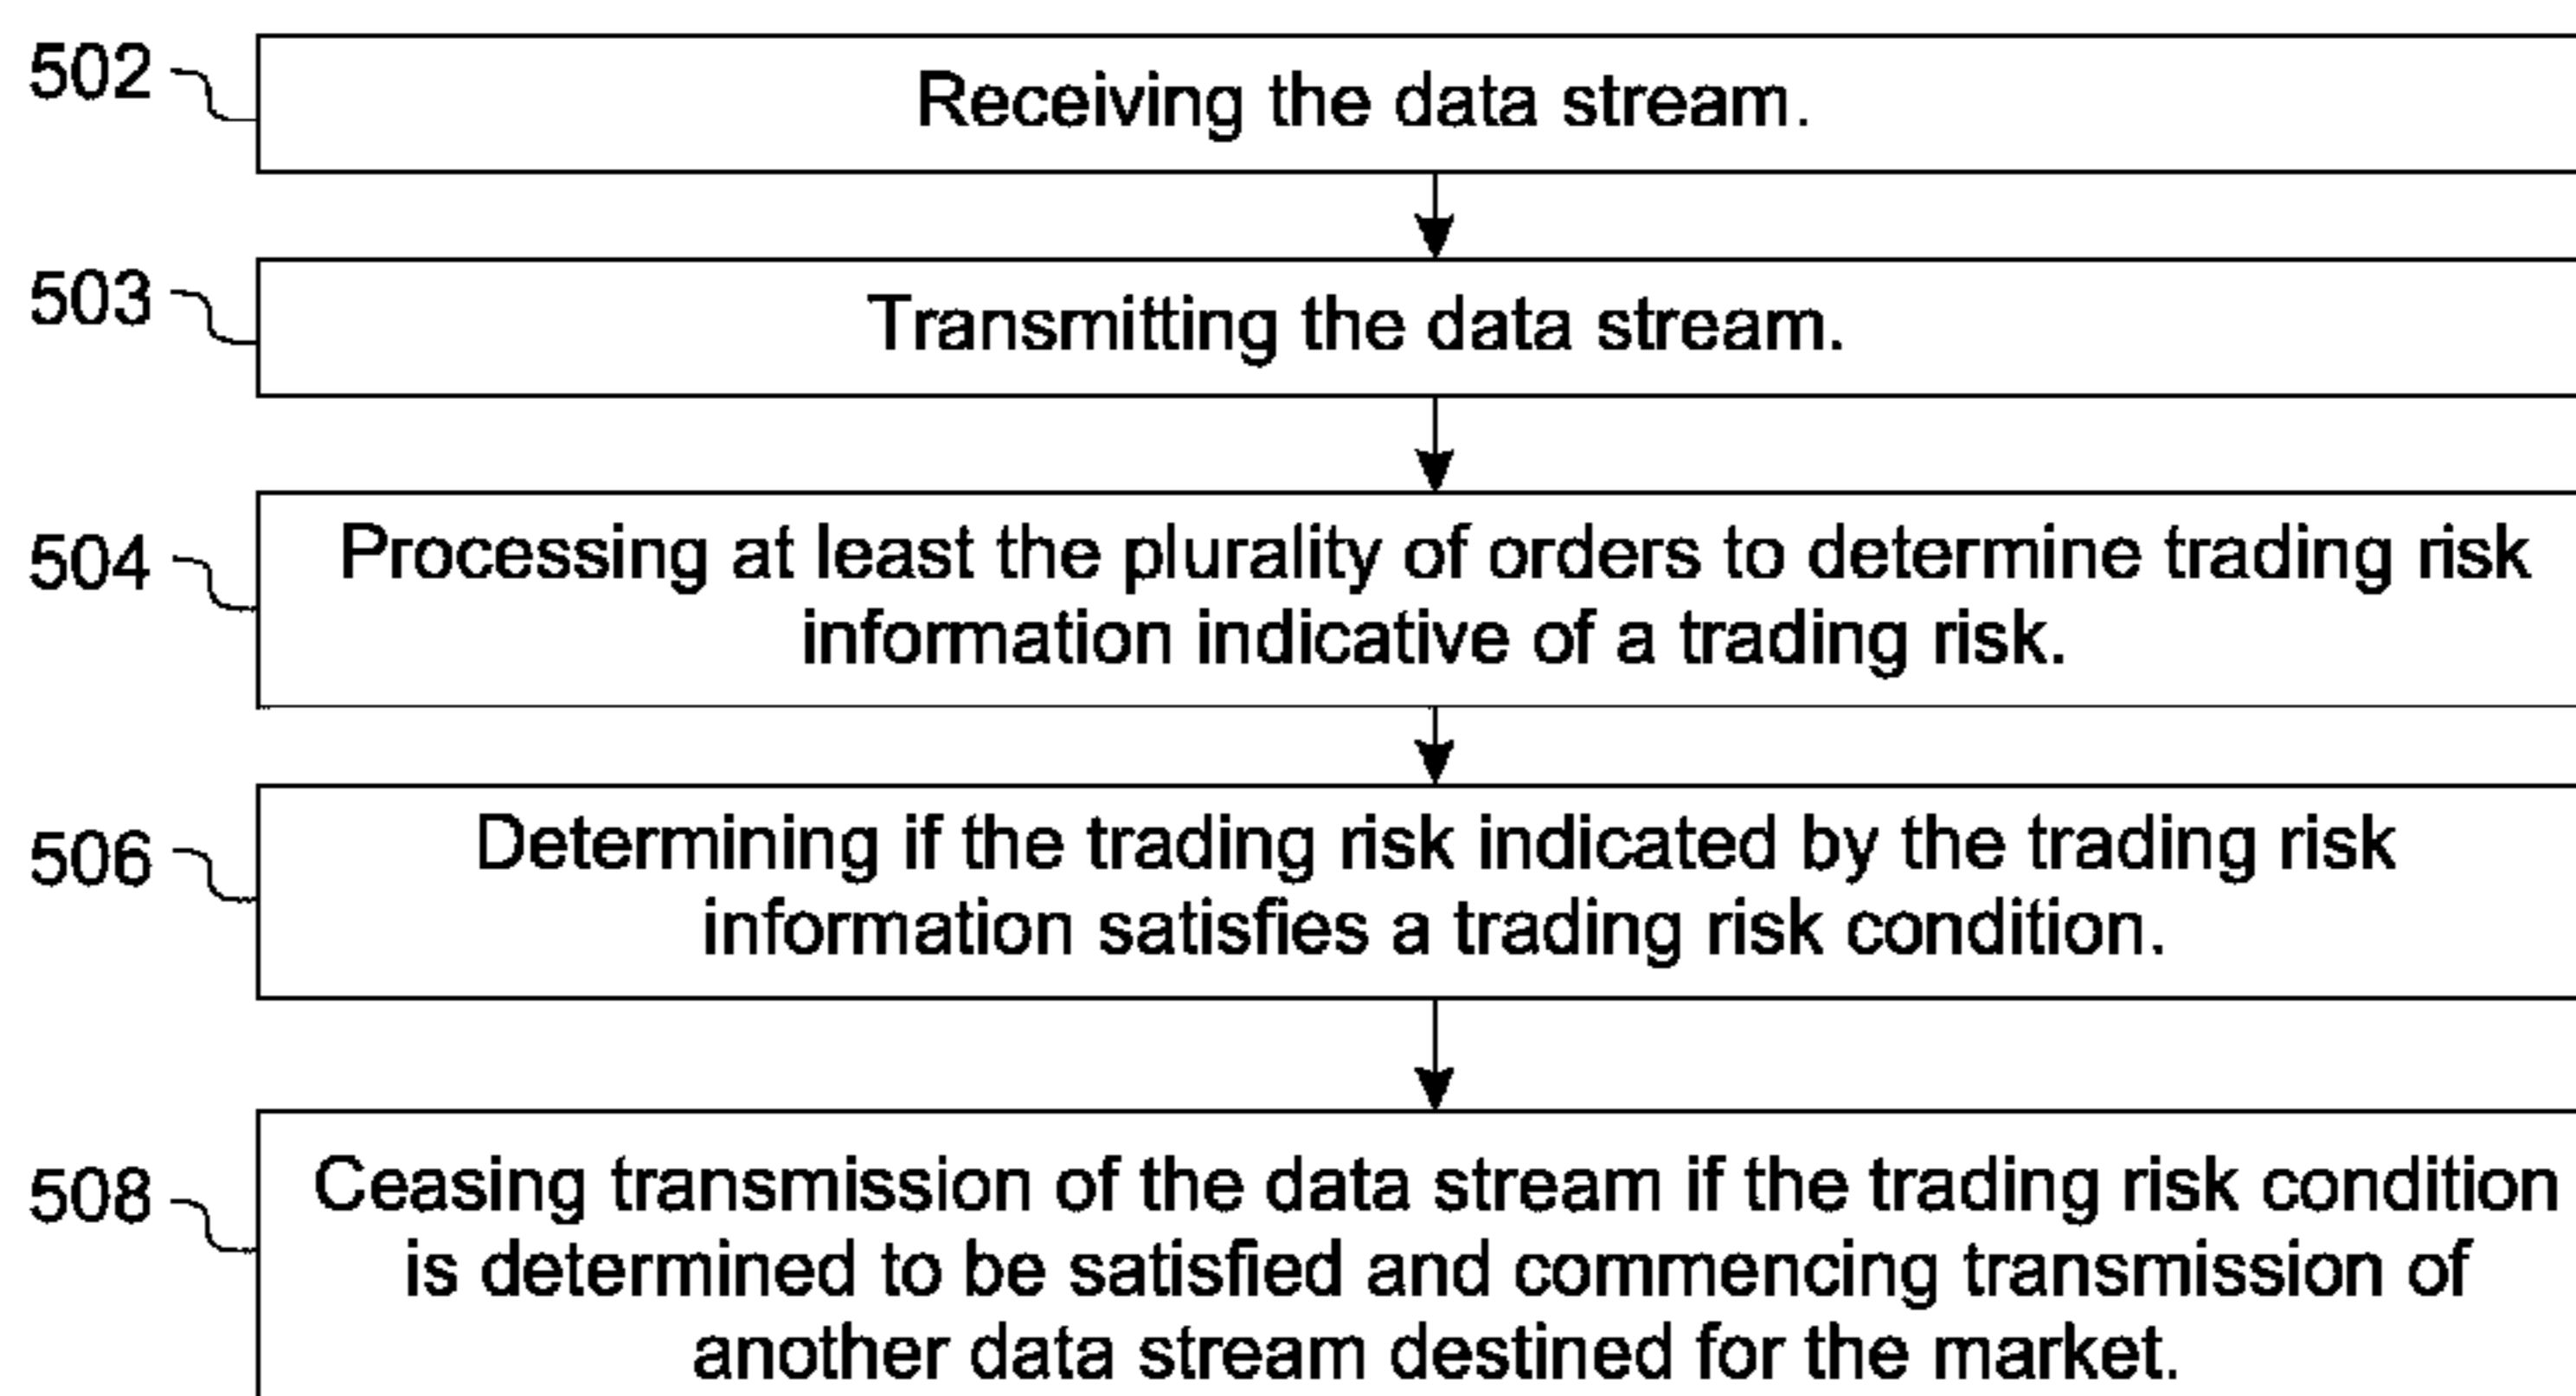 502
Receiving the data stream.
503
Transmitting the data stream.
504
Processing at least the plurality of orders to determine trading risk
information indicative of a trading risk.
506
Determining if the trading risk indicated by the trading risk
information satisfies a trading risk condition.
508
Ceasing transmission of the data stream if the trading risk condition
is determined to be satisfied and commencing transmission of
another data stream destined for the market.